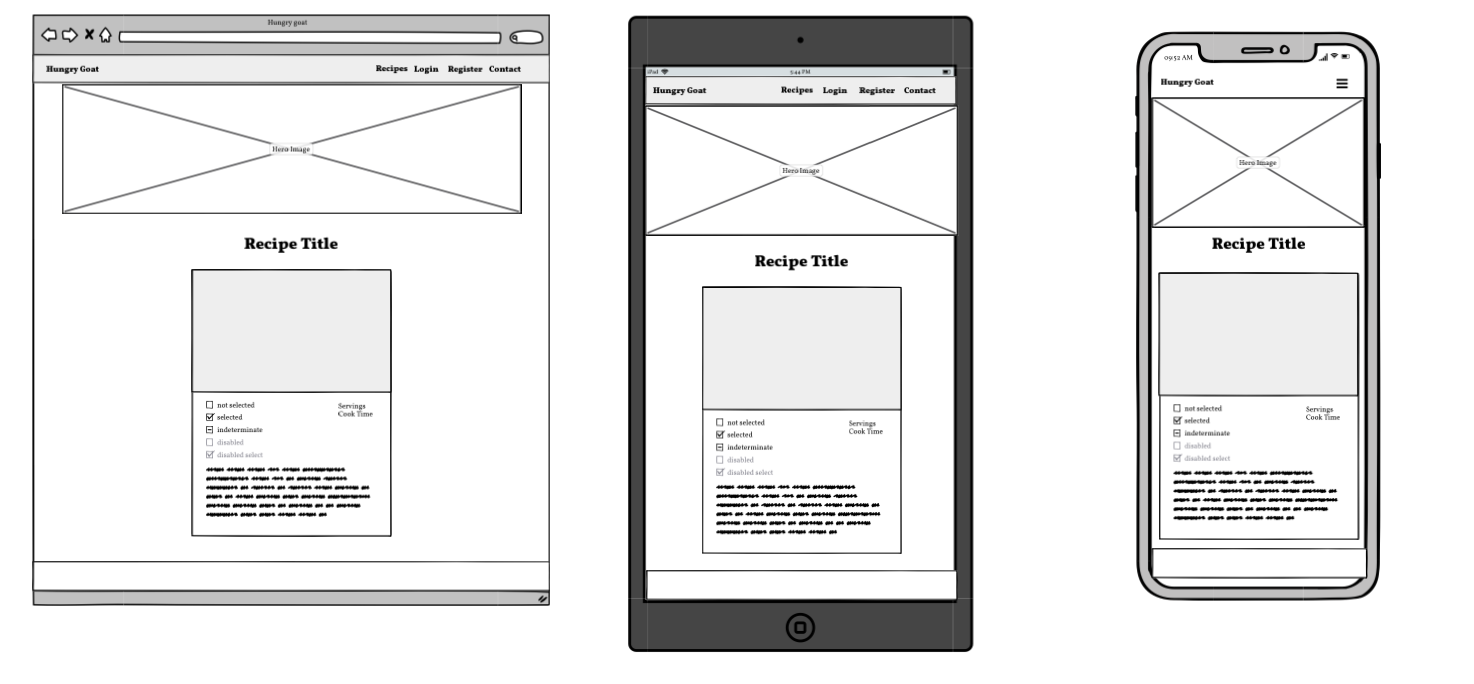 Hungry goat
Hungry Goat Recipes Login Register Contact
Hero Image
Recipe Title
not selected
selected
indeterminate
disabled
disabled select
Servings
Cook Time
iPad 5:44 PM
Hungry Goat Recipes Login Register Contact
Hero Image
Recipe Title
not selected
selected
indeterminate
disabled
disabled select
Servings
Cook Time
09:52 AM
Hungry Goat
Hero Image
Recipe Title
not selected
selected
indeterminate
disabled
disabled select
Servings
Cook Time